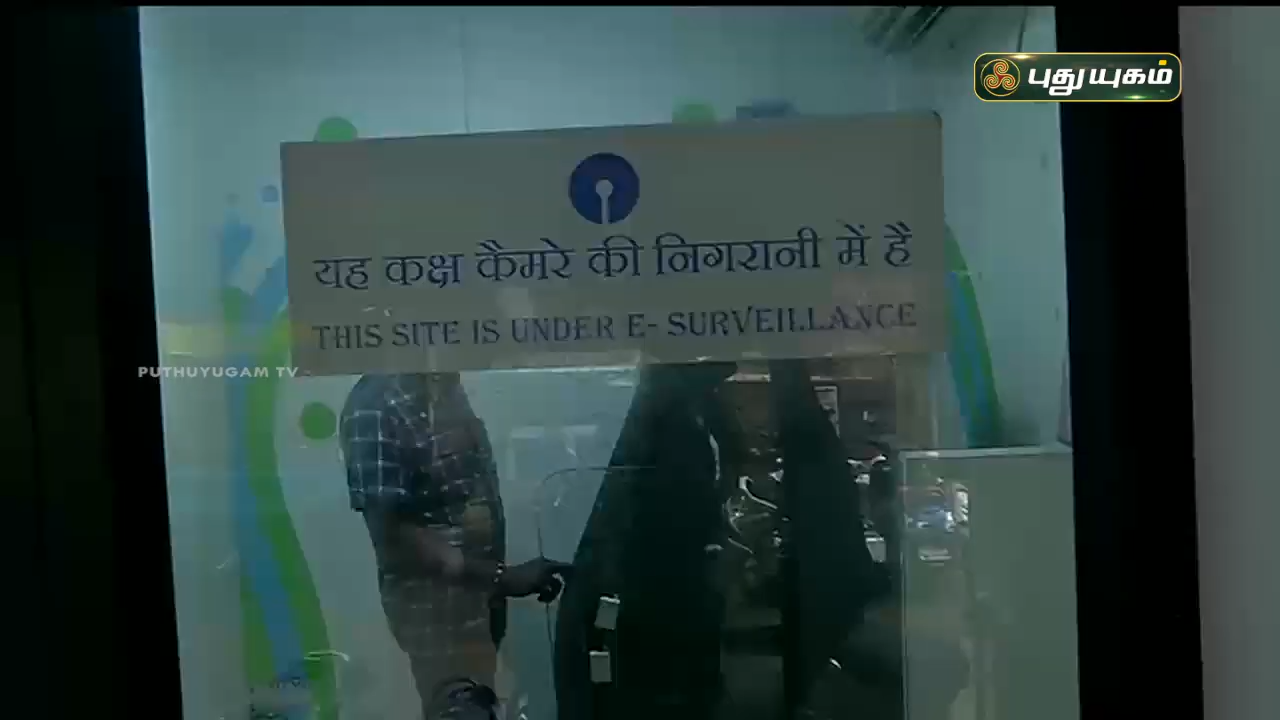 புதுயுகம்
यह कक्ष कैमरे की निगरानी में है
THIS SITE IS UNDER E- SURVEILLANCE
PUTHUYUGAM TV